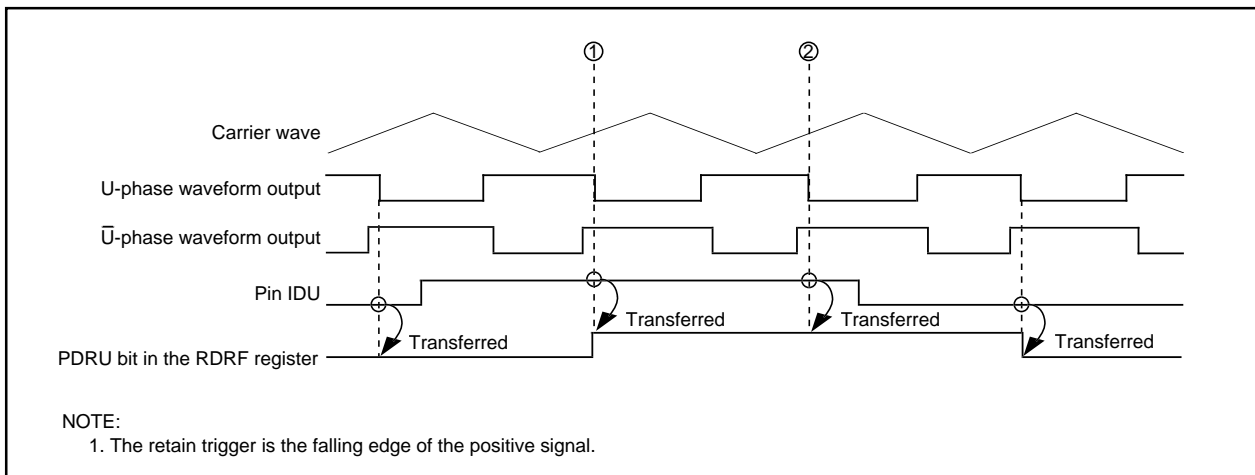 ①
②
Carrier wave
U-phase waveform output
U̅-phase waveform output
Pin IDU
Transferred
Transferred
Transferred
Transferred
PDRU bit in the RDRF register
NOTE:
1. The retain trigger is the falling edge of the positive signal.